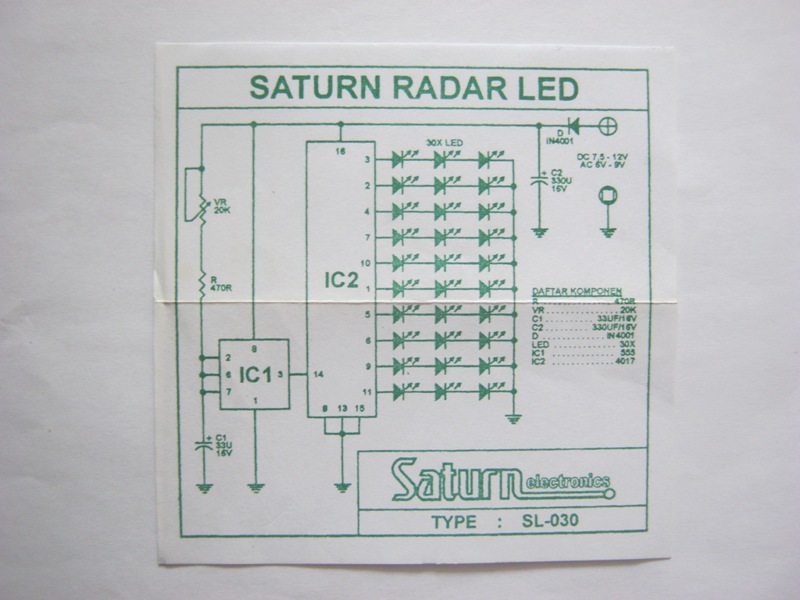 SATURN RADAR LED
D
IN4001
DC 7,5 - 12V
AC 6V - 9V
30X LED
16
3
2
4
7
10
1
5
6
9
11
C2
330U
16V
+
VR
20K
R
470R
IC2
DAFTAR KOMPONEN
R .......... 470R
VR .......... 20K
C1 .......... 33UF/16V
C2 .......... 330UF/16V
D .......... IN4001
LED .......... 30X
IC1 .......... 555
IC2 .......... 4017
8
2
6
7
IC1
3
14
1
8 13 15
C1
+
33U
16V
Saturn electronics
TYPE : SL-030